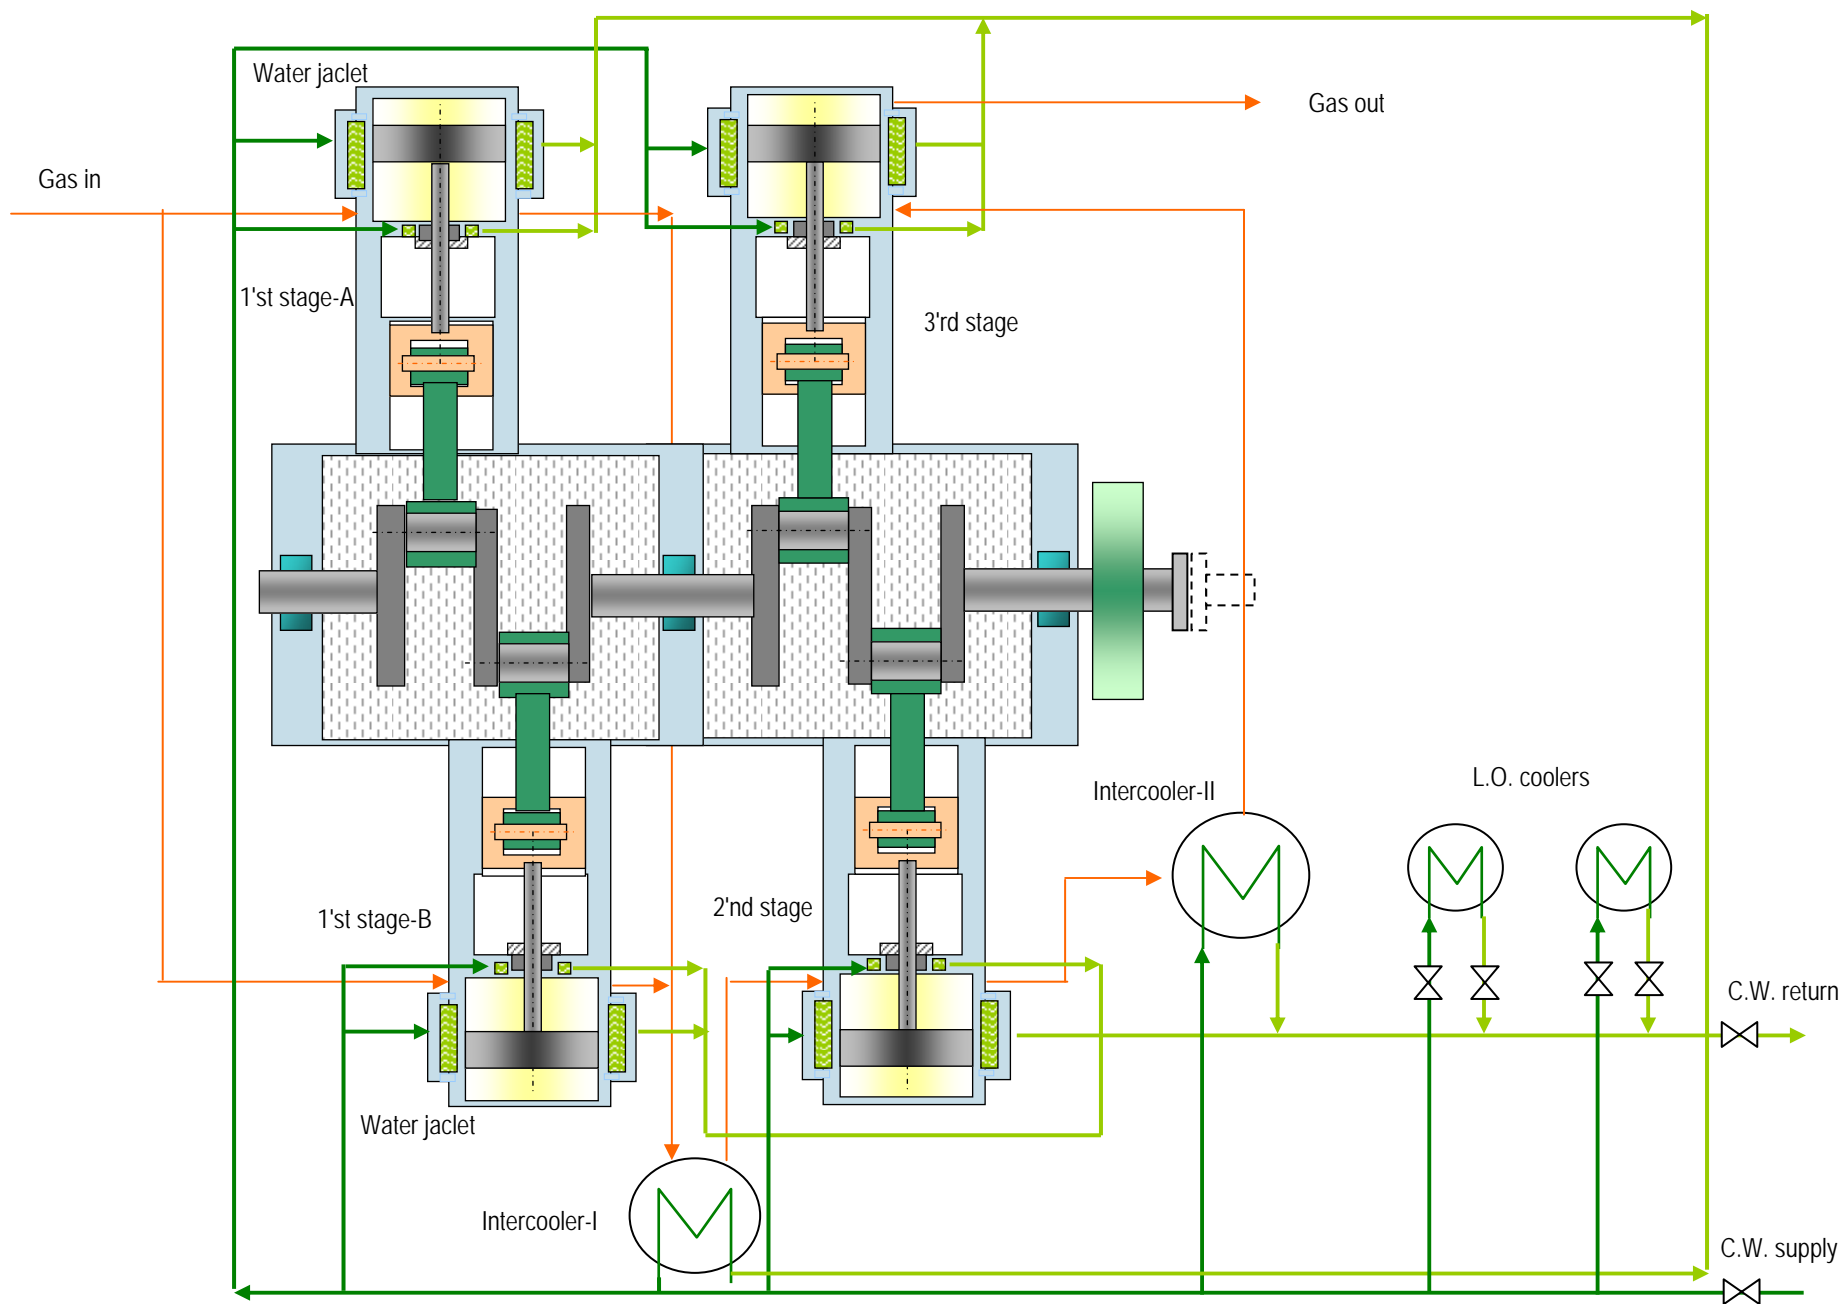 Water jaclet
Gas out
Gas in
1'st stage-A
3'rd stage
L.O. coolers
Intercooler-II
2'nd stage
1'st stage-B
C.W. return
Water jaclet
Intercooler-I
C.W. supply